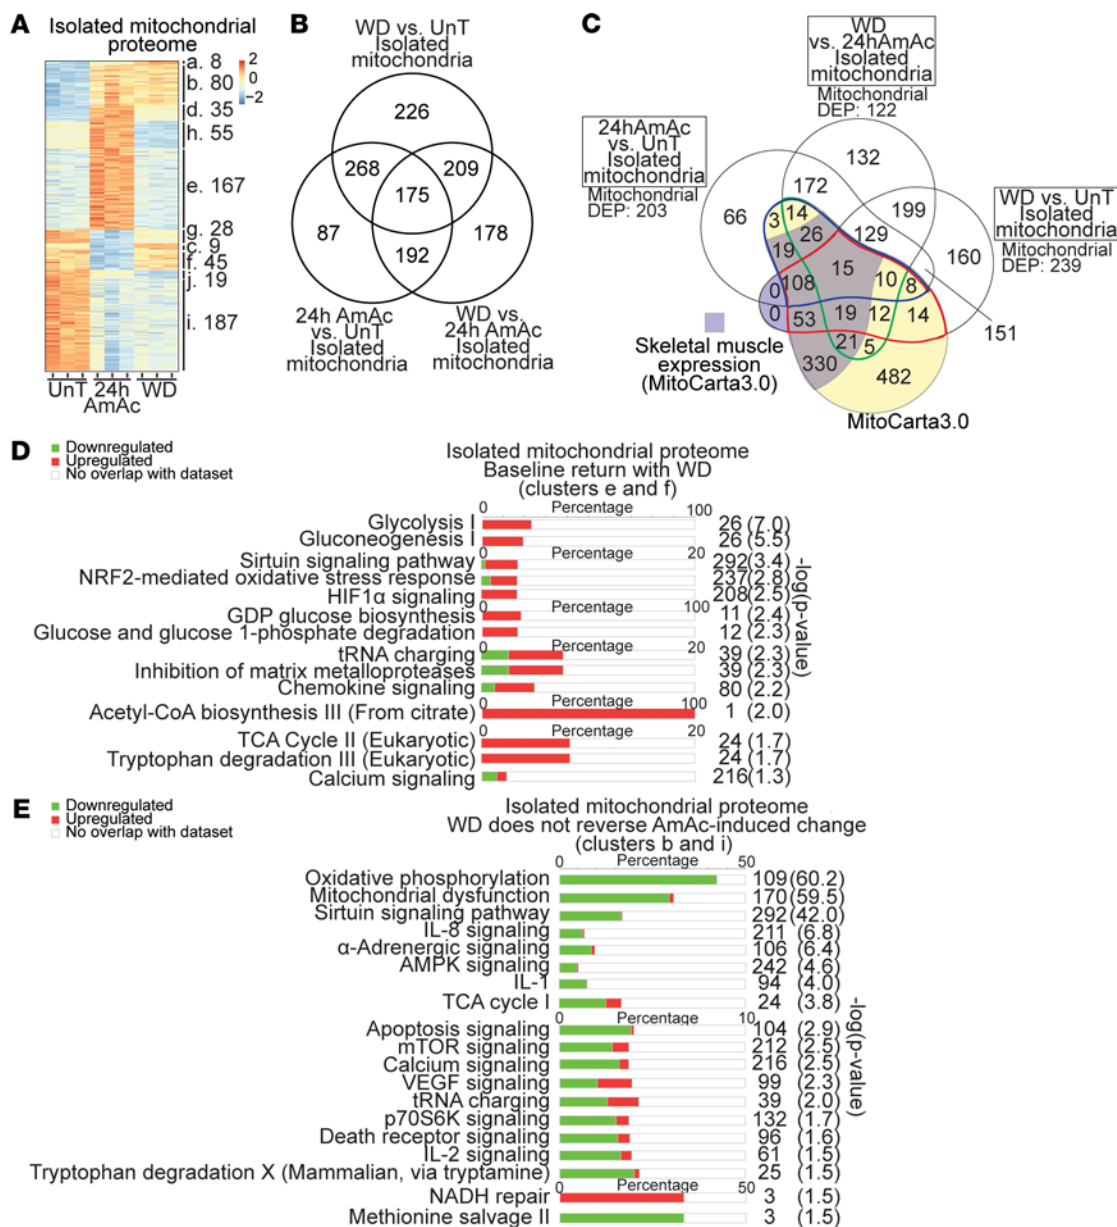 A
Isolated mitochondrial
proteome
a. 8
b. 80
d. 35
h. 55
e. 167
g. 28
c. 9
f. 45
j. 19
i. 187
2
0
−2
UnT 24h WD
AmAc
B
WD vs. UnT
Isolated
mitochondria
226
268
209
175
87
192
178
24h AmAc
vs. UnT
Isolated
mitochondria
WD vs.
24h AmAc
Isolated
mitochondria
C
WD
vs. 24hAmAc
Isolated
mitochondria
Mitochondrial
DEP: 122
24hAmAc
vs. UnT
Isolated
mitochondria
Mitochondrial
DEP: 203
WD vs. UnT
Isolated
mitochondria
Mitochondrial
DEP: 239
132
172
66
199
3 14
26 129
160
19
15
108
10
8
0
0
53
19 12 14
21 5
151
330
482
Skeletal muscle
expression
(MitoCarta3.0)
MitoCarta3.0
D
Downregulated
Upregulated
No overlap with dataset
Isolated mitochondrial proteome
Baseline return with WD
(clusters e and f)
0 Percentage 100
Glycolysis I 26 (7.0)
Gluconeogenesis I 26 (5.5)
0 Percentage 20
Sirtuin signaling pathway 292(3.4)
NRF2-mediated oxidative stress response 237(2.8)
HIF1α signaling 208(2.5)
0 Percentage 100
GDP glucose biosynthesis 11 (2.4)
Glucose and glucose 1-phosphate degradation 12 (2.3)
0 Percentage 20
tRNA charging 39 (2.3)
Inhibition of matrix metalloproteases 39 (2.3)
Chemokine signaling 80 (2.2)
0 Percentage 100
Acetyl-CoA biosynthesis III (From citrate) 1 (2.0)
0 Percentage 20
TCA Cycle II (Eukaryotic) 24 (1.7)
Tryptophan degradation III (Eukaryotic) 24 (1.7)
Calcium signaling 216(1.3)
-log(p-value)
E
Downregulated
Upregulated
No overlap with dataset
Isolated mitochondrial proteome
WD does not reverse AmAc-induced change
(clusters b and i)
0 Percentage 50
Oxidative phosphorylation 109(60.2)
Mitochondrial dysfunction 170(59.5)
Sirtuin signaling pathway 292(42.0)
IL-8 signaling 211 (6.8)
α-Adrenergic signaling 106 (6.4)
AMPK signaling 242 (4.6)
IL-1 94 (4.0)
TCA cycle I 24 (3.8)
0 Percentage 10
Apoptosis signaling 104 (2.9)
mTOR signaling 212 (2.5)
Calcium signaling 216 (2.5)
VEGF signaling 99 (2.3)
tRNA charging 39 (2.0)
p70S6K signaling 132 (1.7)
Death receptor signaling 96 (1.6)
IL-2 signaling 61 (1.5)
Tryptophan degradation X (Mammalian, via tryptamine) 25 (1.5)
0 Percentage 50
NADH repair 3 (1.5)
Methionine salvage II 3 (1.5)
-log(p-value)